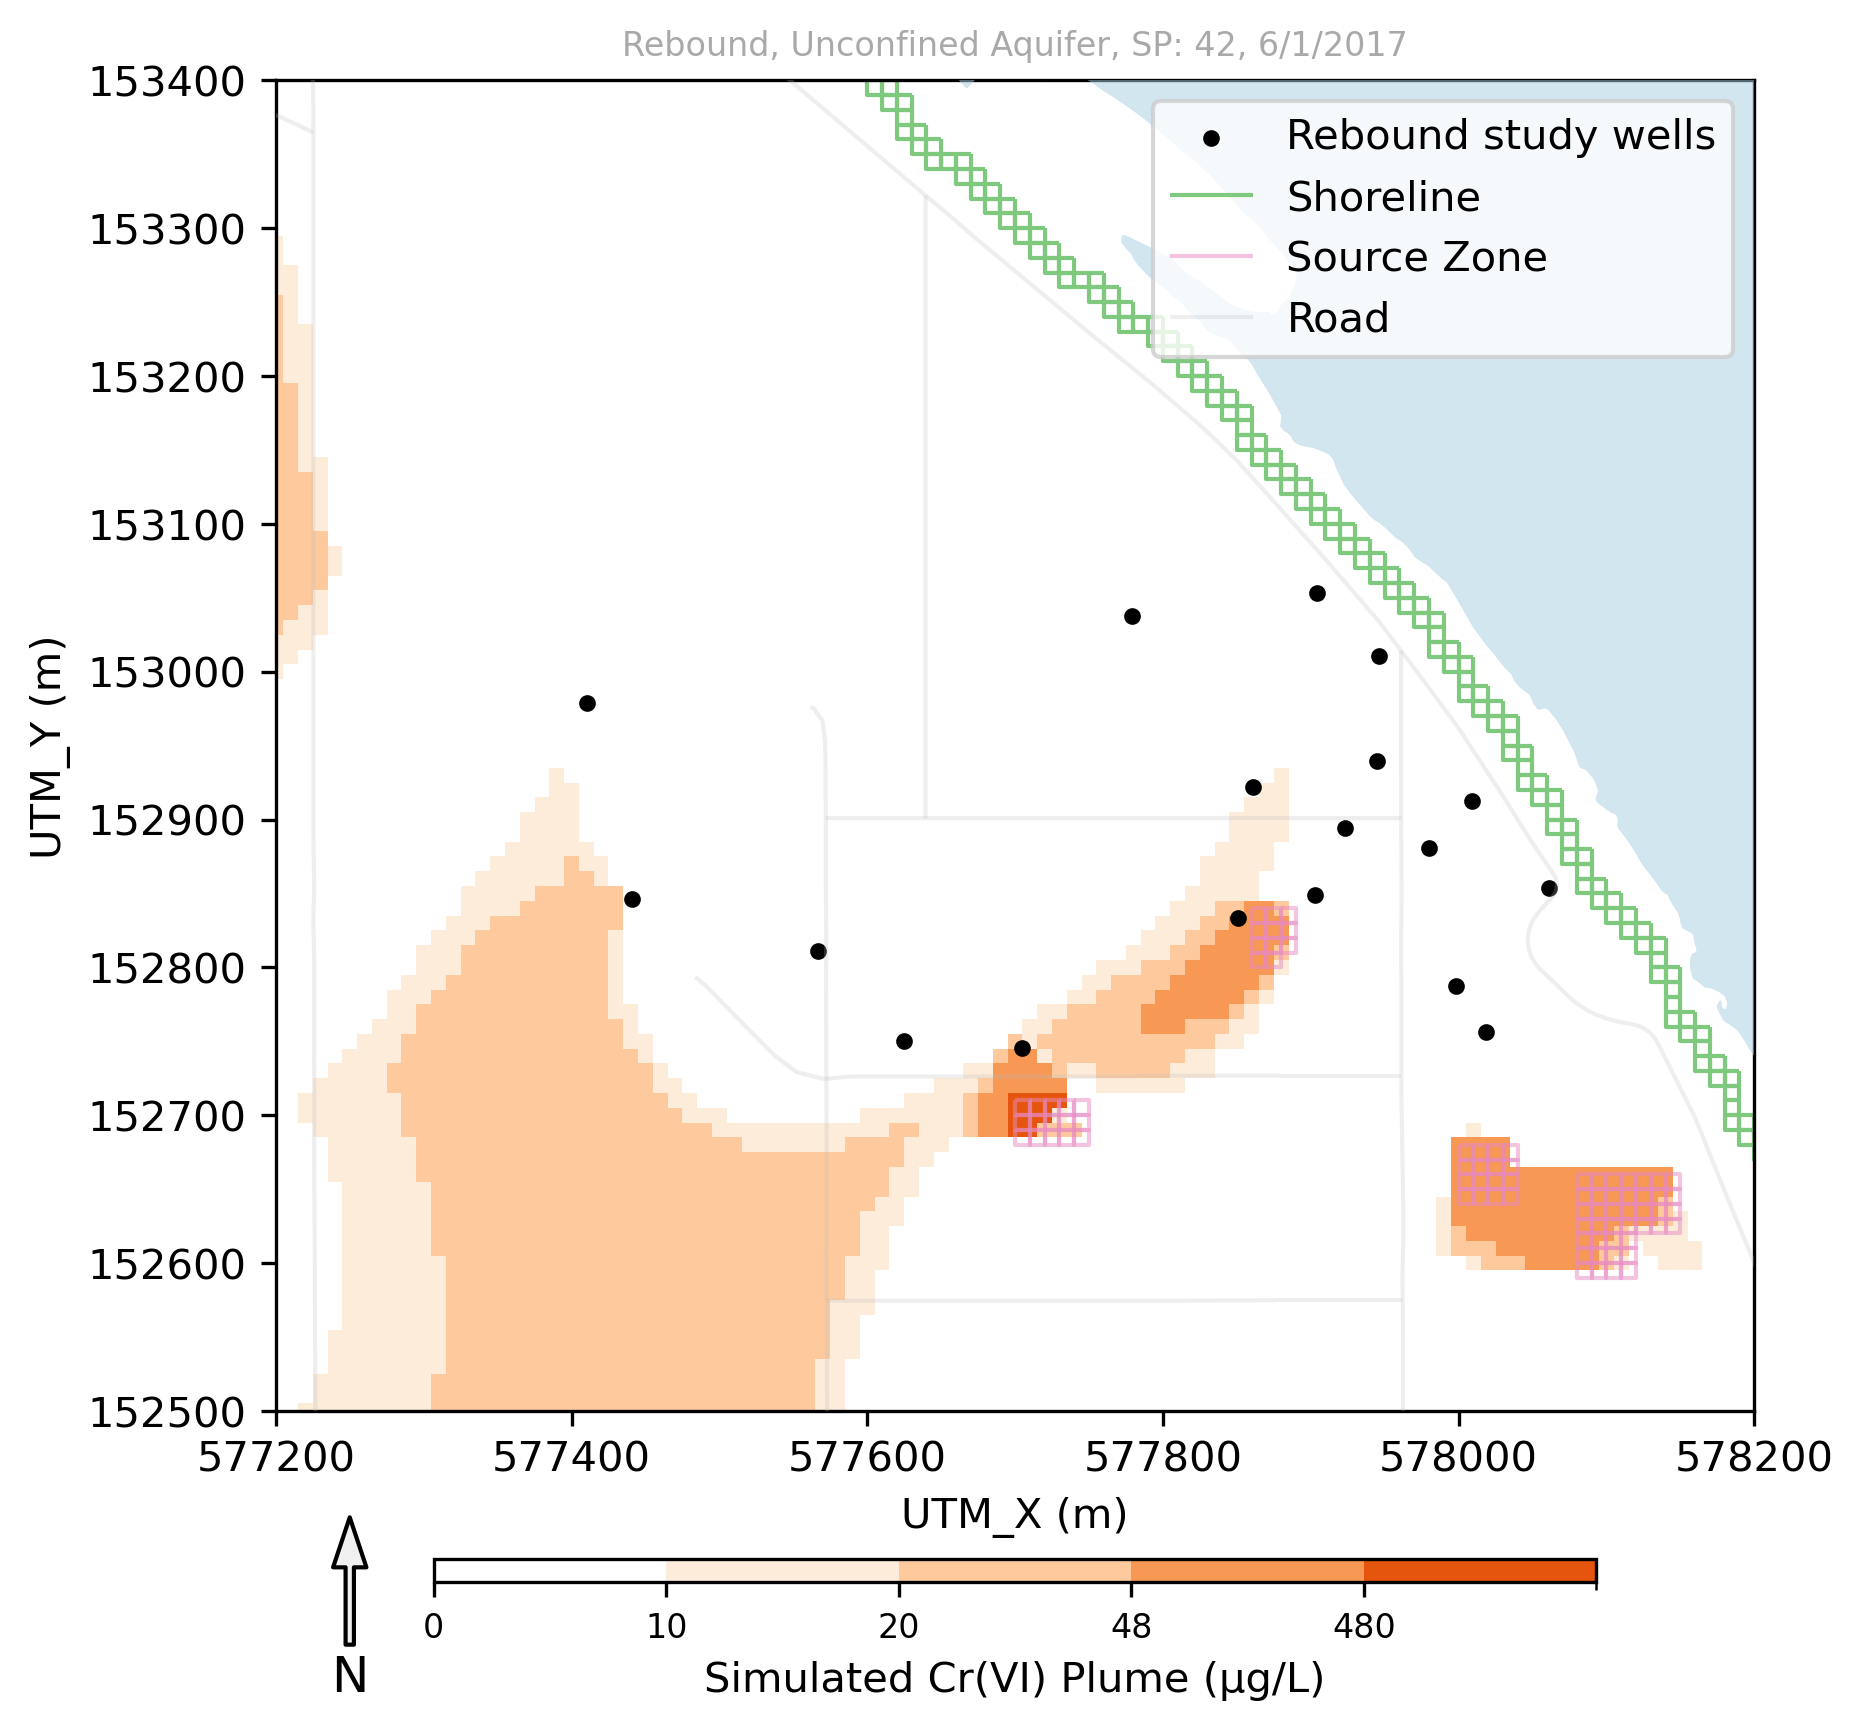 Rebound, Unconfined Aquifer, SP: 42, 6/1/2017
Rebound study wells
Shoreline
Source Zone
Road
153400
153300
153200
153100
153000
152900
152800
152700
152600
152500
UTM_Y (m)
577200 577400 577600 577800 578000 578200
UTM_X (m)
N
0 10 20 48 480
Simulated Cr(VI) Plume (μg/L)